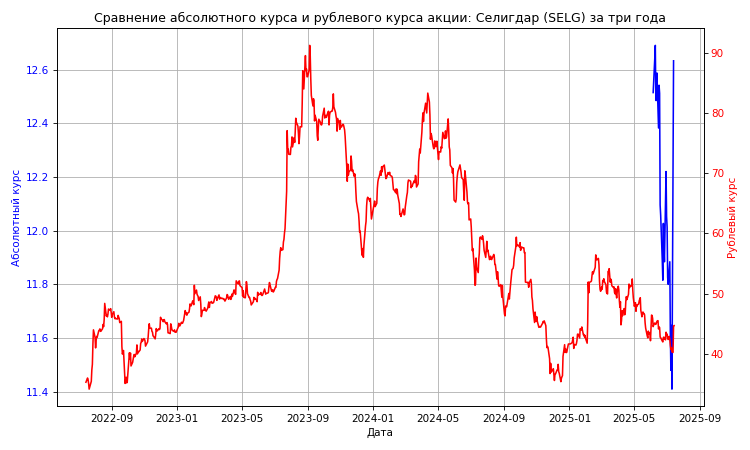 Сравнение абсолютного курса и рублевого курса акции: Селигдар (SELG) за три года
12.6
12.4
12.2
12.0
11.8
11.6
11.4
Абсолютный курс
90
80
70
60
50
40
Рублевый курс
2022-09 2023-01 2023-05 2023-09 2024-01 2024-05 2024-09 2025-01 2025-05 2025-09
Дата